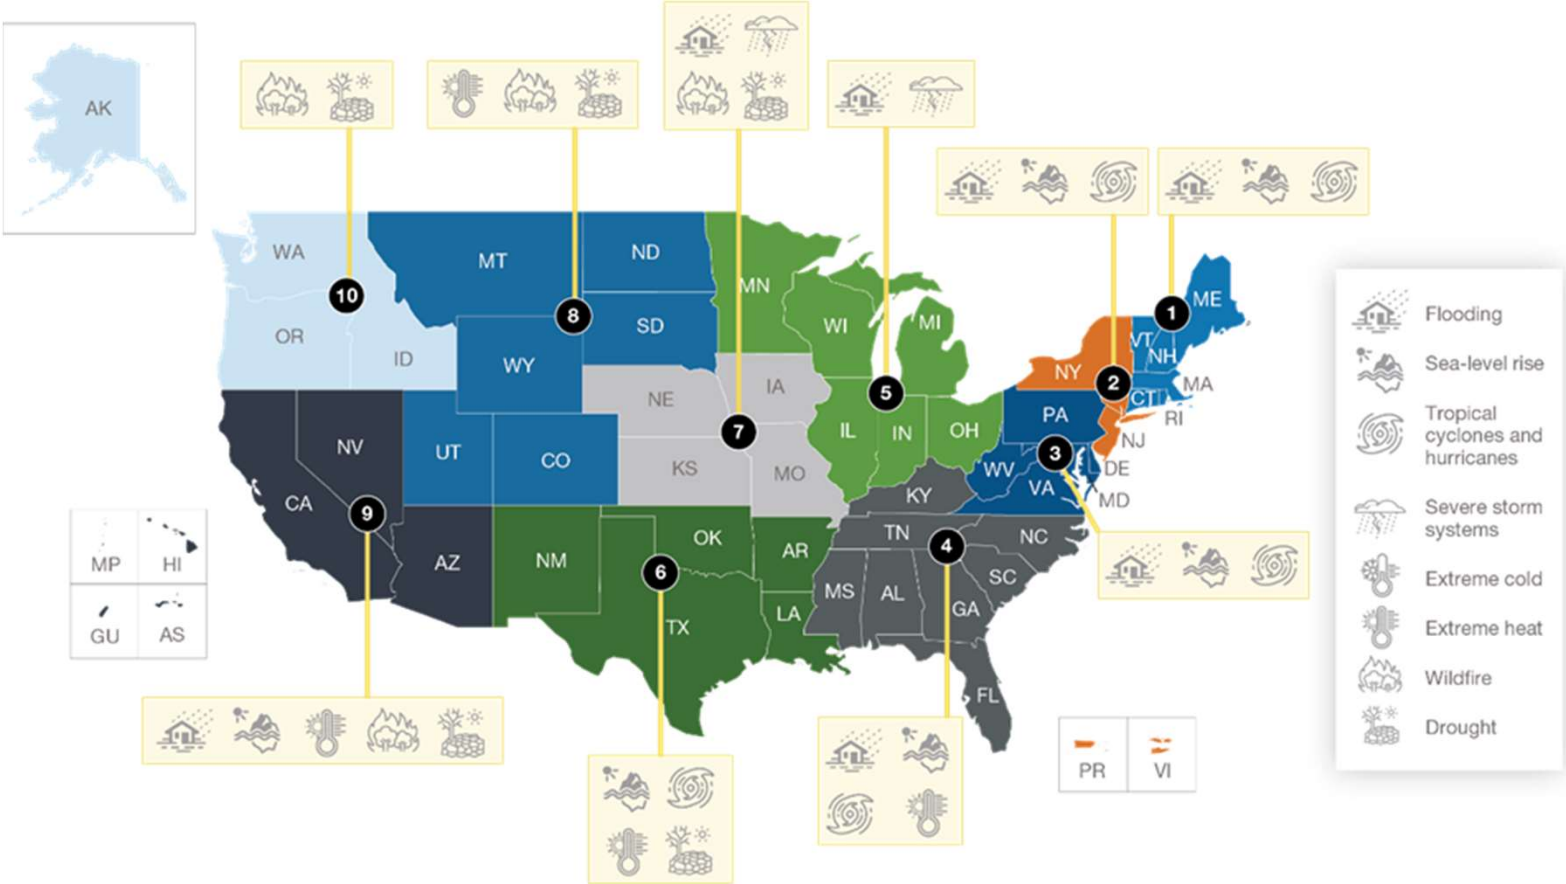 AK
WA
OR
ID
10
MT
ND
SD
WY
UT
CO
8
MN
WI
MI
IL
IN
OH
5
NE
IA
KS
MO
7
ME
VT
NH
MA
CT
RI
1
NY
NJ
2
PA
WV
VA
DE
MD
3
NV
CA
AZ
9
MP
HI
GU
AS
NM
OK
AR
TX
LA
6
KY
TN
NC
SC
MS
AL
GA
FL
4
PR
VI
Flooding
Sea-level rise
Tropical
cyclones and
hurricanes
Severe storm
systems
Extreme cold
Extreme heat
Wildfire
Drought